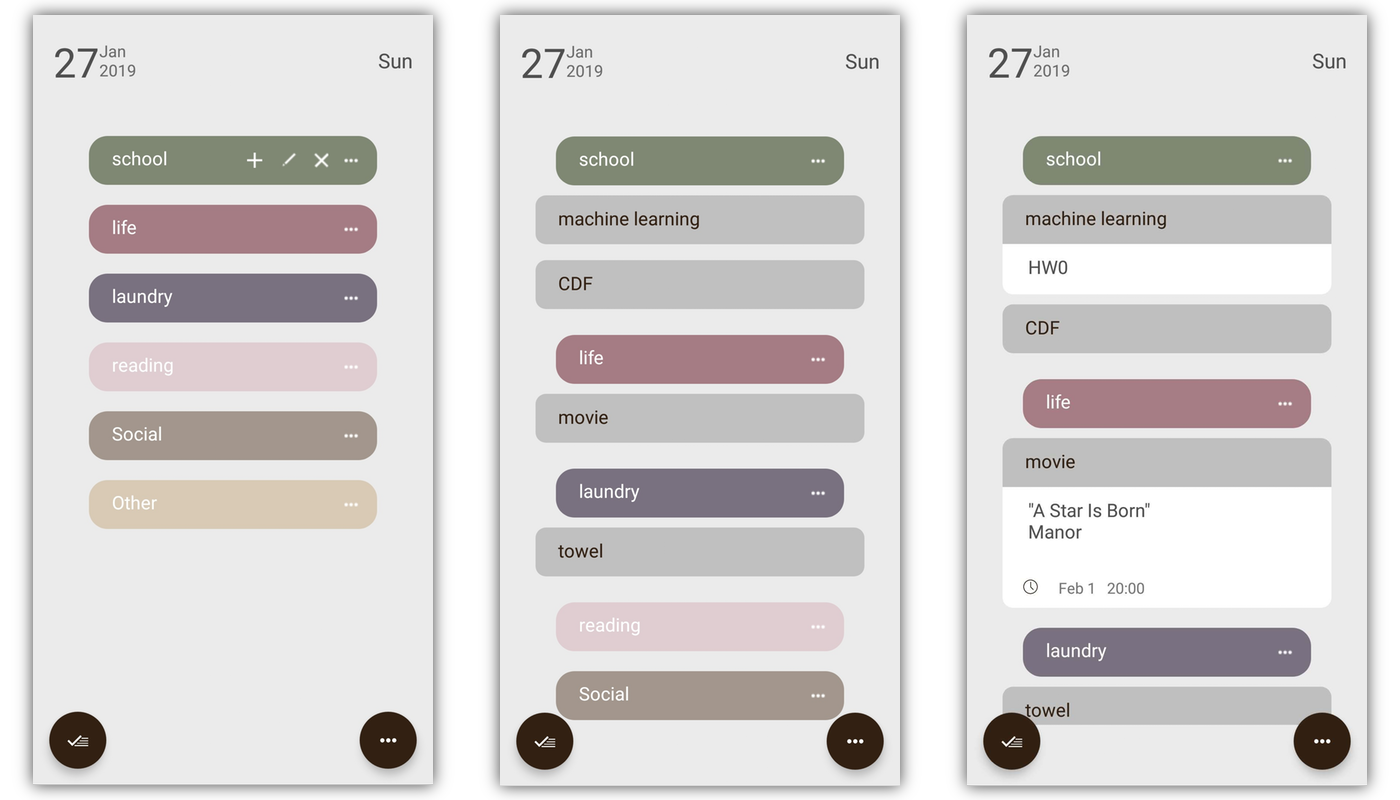 27 Jan
2019
Sun
school
life
laundry
reading
Social
Other
27 Jan
2019
Sun
school
machine learning
CDF
life
movie
laundry
towel
reading
Social
27 Jan
2019
Sun
school
machine learning
HW0
CDF
life
movie
"A Star Is Born"
Manor
Feb 1 20:00
laundry
towel